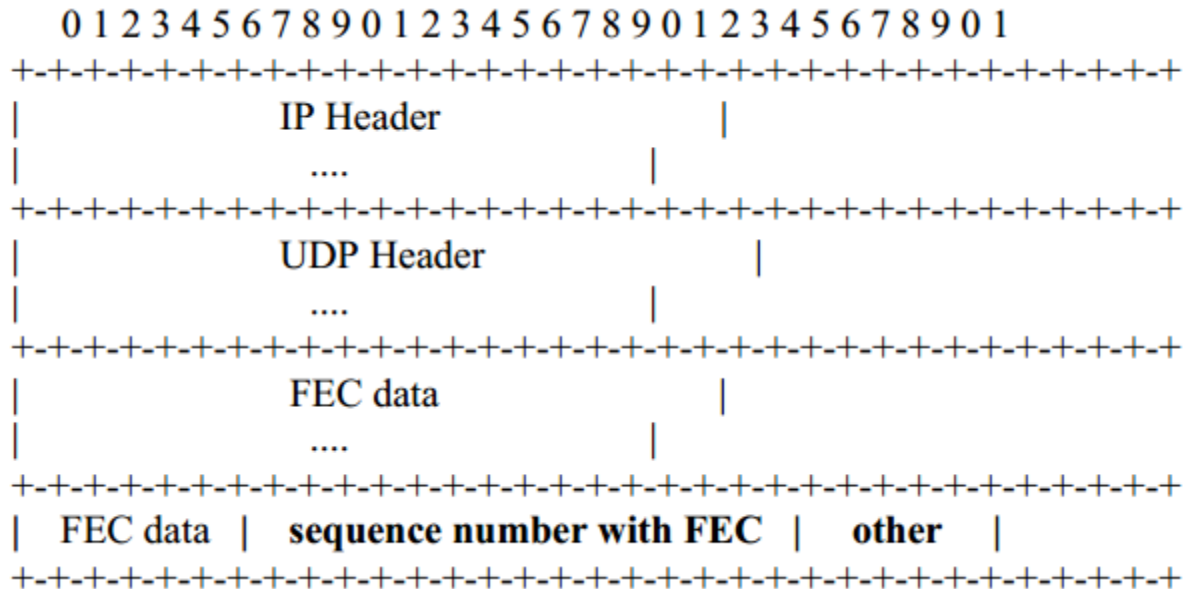 0 1 2 3 4 5 6 7 8 9 0 1 2 3 4 5 6 7 8 9 0 1 2 3 4 5 6 7 8 9 0 1
+-+-+-+-+-+-+-+-+-+-+-+-+-+-+-+-+-+-+-+-+-+-+-+-+-+-+-+-+-+-+-+-+
| IP Header |
| .... |
+-+-+-+-+-+-+-+-+-+-+-+-+-+-+-+-+-+-+-+-+-+-+-+-+-+-+-+-+-+-+-+-+
| UDP Header |
| .... |
+-+-+-+-+-+-+-+-+-+-+-+-+-+-+-+-+-+-+-+-+-+-+-+-+-+-+-+-+-+-+-+-+
| FEC data |
| .... |
+-+-+-+-+-+-+-+-+-+-+-+-+-+-+-+-+-+-+-+-+-+-+-+-+-+-+-+-+-+-+-+-+
| FEC data | sequence number with FEC | other |
+-+-+-+-+-+-+-+-+-+-+-+-+-+-+-+-+-+-+-+-+-+-+-+-+-+-+-+-+-+-+-+-+